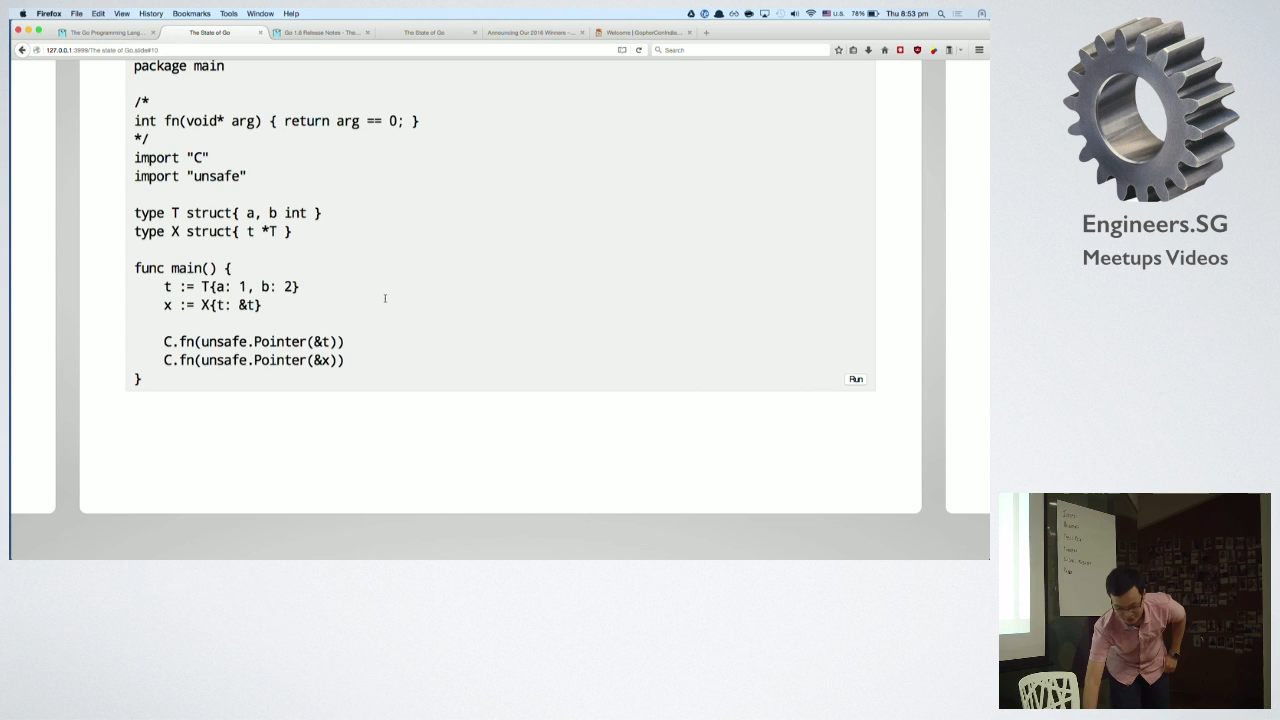 Firefox File Edit View History Bookmarks Tools Window Help
U.S. 78% Thu 8:53 pm
The Go Programming Lang...
The State of Go
Go 1.6 Release Notes - The...
The State of Go
Announcing Our 2016 Winners -...
Welcome | GopherConIndia...
127.0.0.1:3999/The state of Go.slide#10
Search
package main
/*
int fn(void* arg) { return arg == 0; }
*/
import "C"
import "unsafe"
type T struct{ a, b int }
type X struct{ t *T }
func main() {
t := T{a: 1, b: 2}
x := X{t: &t}
C.fn(unsafe.Pointer(&t))
C.fn(unsafe.Pointer(&x))
}
Run
Engineers.SG
Meetups Videos